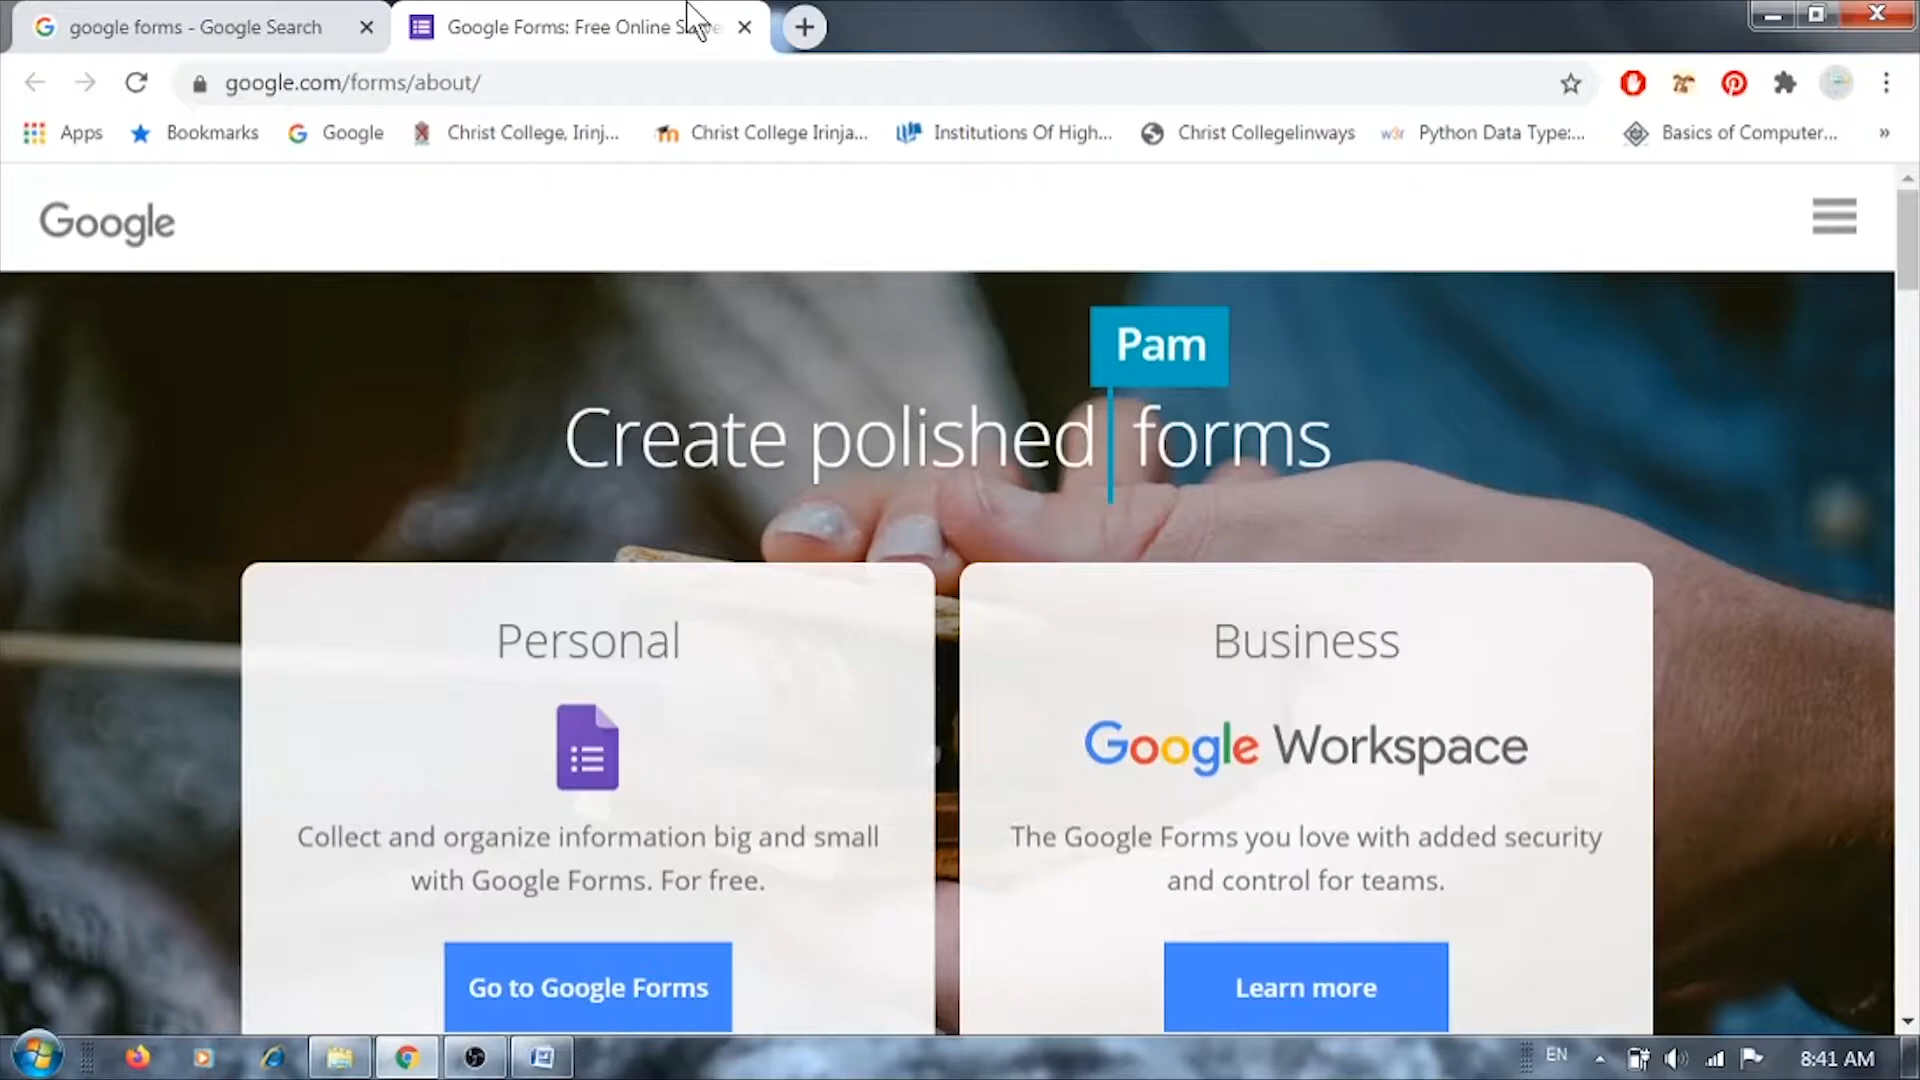 google forms - Google Search
Google Forms: Free Online
google.com/forms/about/
Apps Bookmarks Google Christ College, Irinj... Christ College Irinja... Institutions Of High... Christ Collegelinways w3r Python Data Type:... Basics of Computer... »
Google
Pam
Create polished forms
Personal
Collect and organize information big and small
with Google Forms. For free.
Go to Google Forms
Business
Google Workspace
The Google Forms you love with added security
and control for teams.
Learn more
EN 8:41 AM